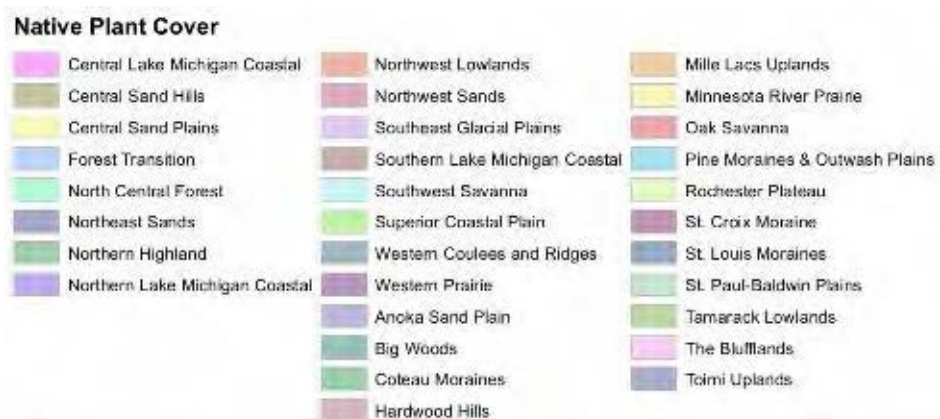 Native Plant Cover
Central Lake Michigan Coastal
Central Sand Hills
Central Sand Plains
Forest Transition
North Central Forest
Northeast Sands
Northern Highland
Northern Lake Michigan Coastal
Northwest Lowlands
Northwest Sands
Southeast Glacial Plains
Southern Lake Michigan Coastal
Southwest Savanna
Superior Coastal Plain
Western Coulees and Ridges
Western Prairie
Anoka Sand Plain
Big Woods
Coteau Moraines
Hardwood Hills
Mille Lacs Uplands
Minnesota River Prairie
Oak Savanna
Pine Moraines & Outwash Plains
Rochester Plateau
St. Croix Moraine
St. Louis Moraines
St. Paul-Baldwin Plains
Tamarack Lowlands
The Blufflands
Toimi Uplands